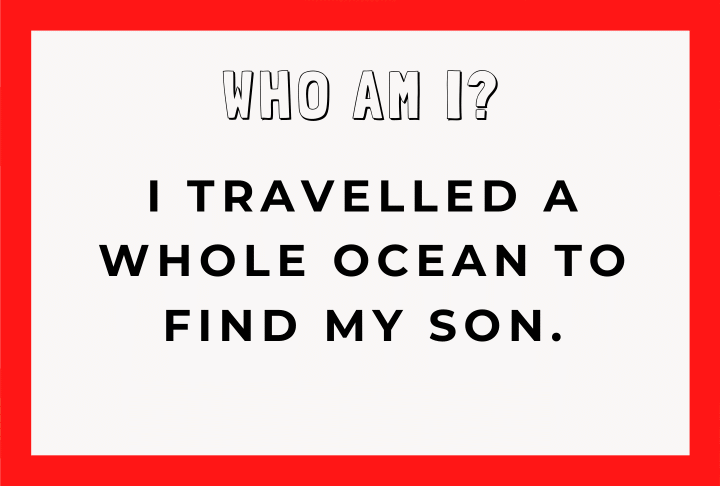 WHO AM I?
I TRAVELLED A
WHOLE OCEAN TO
FIND MY SON.